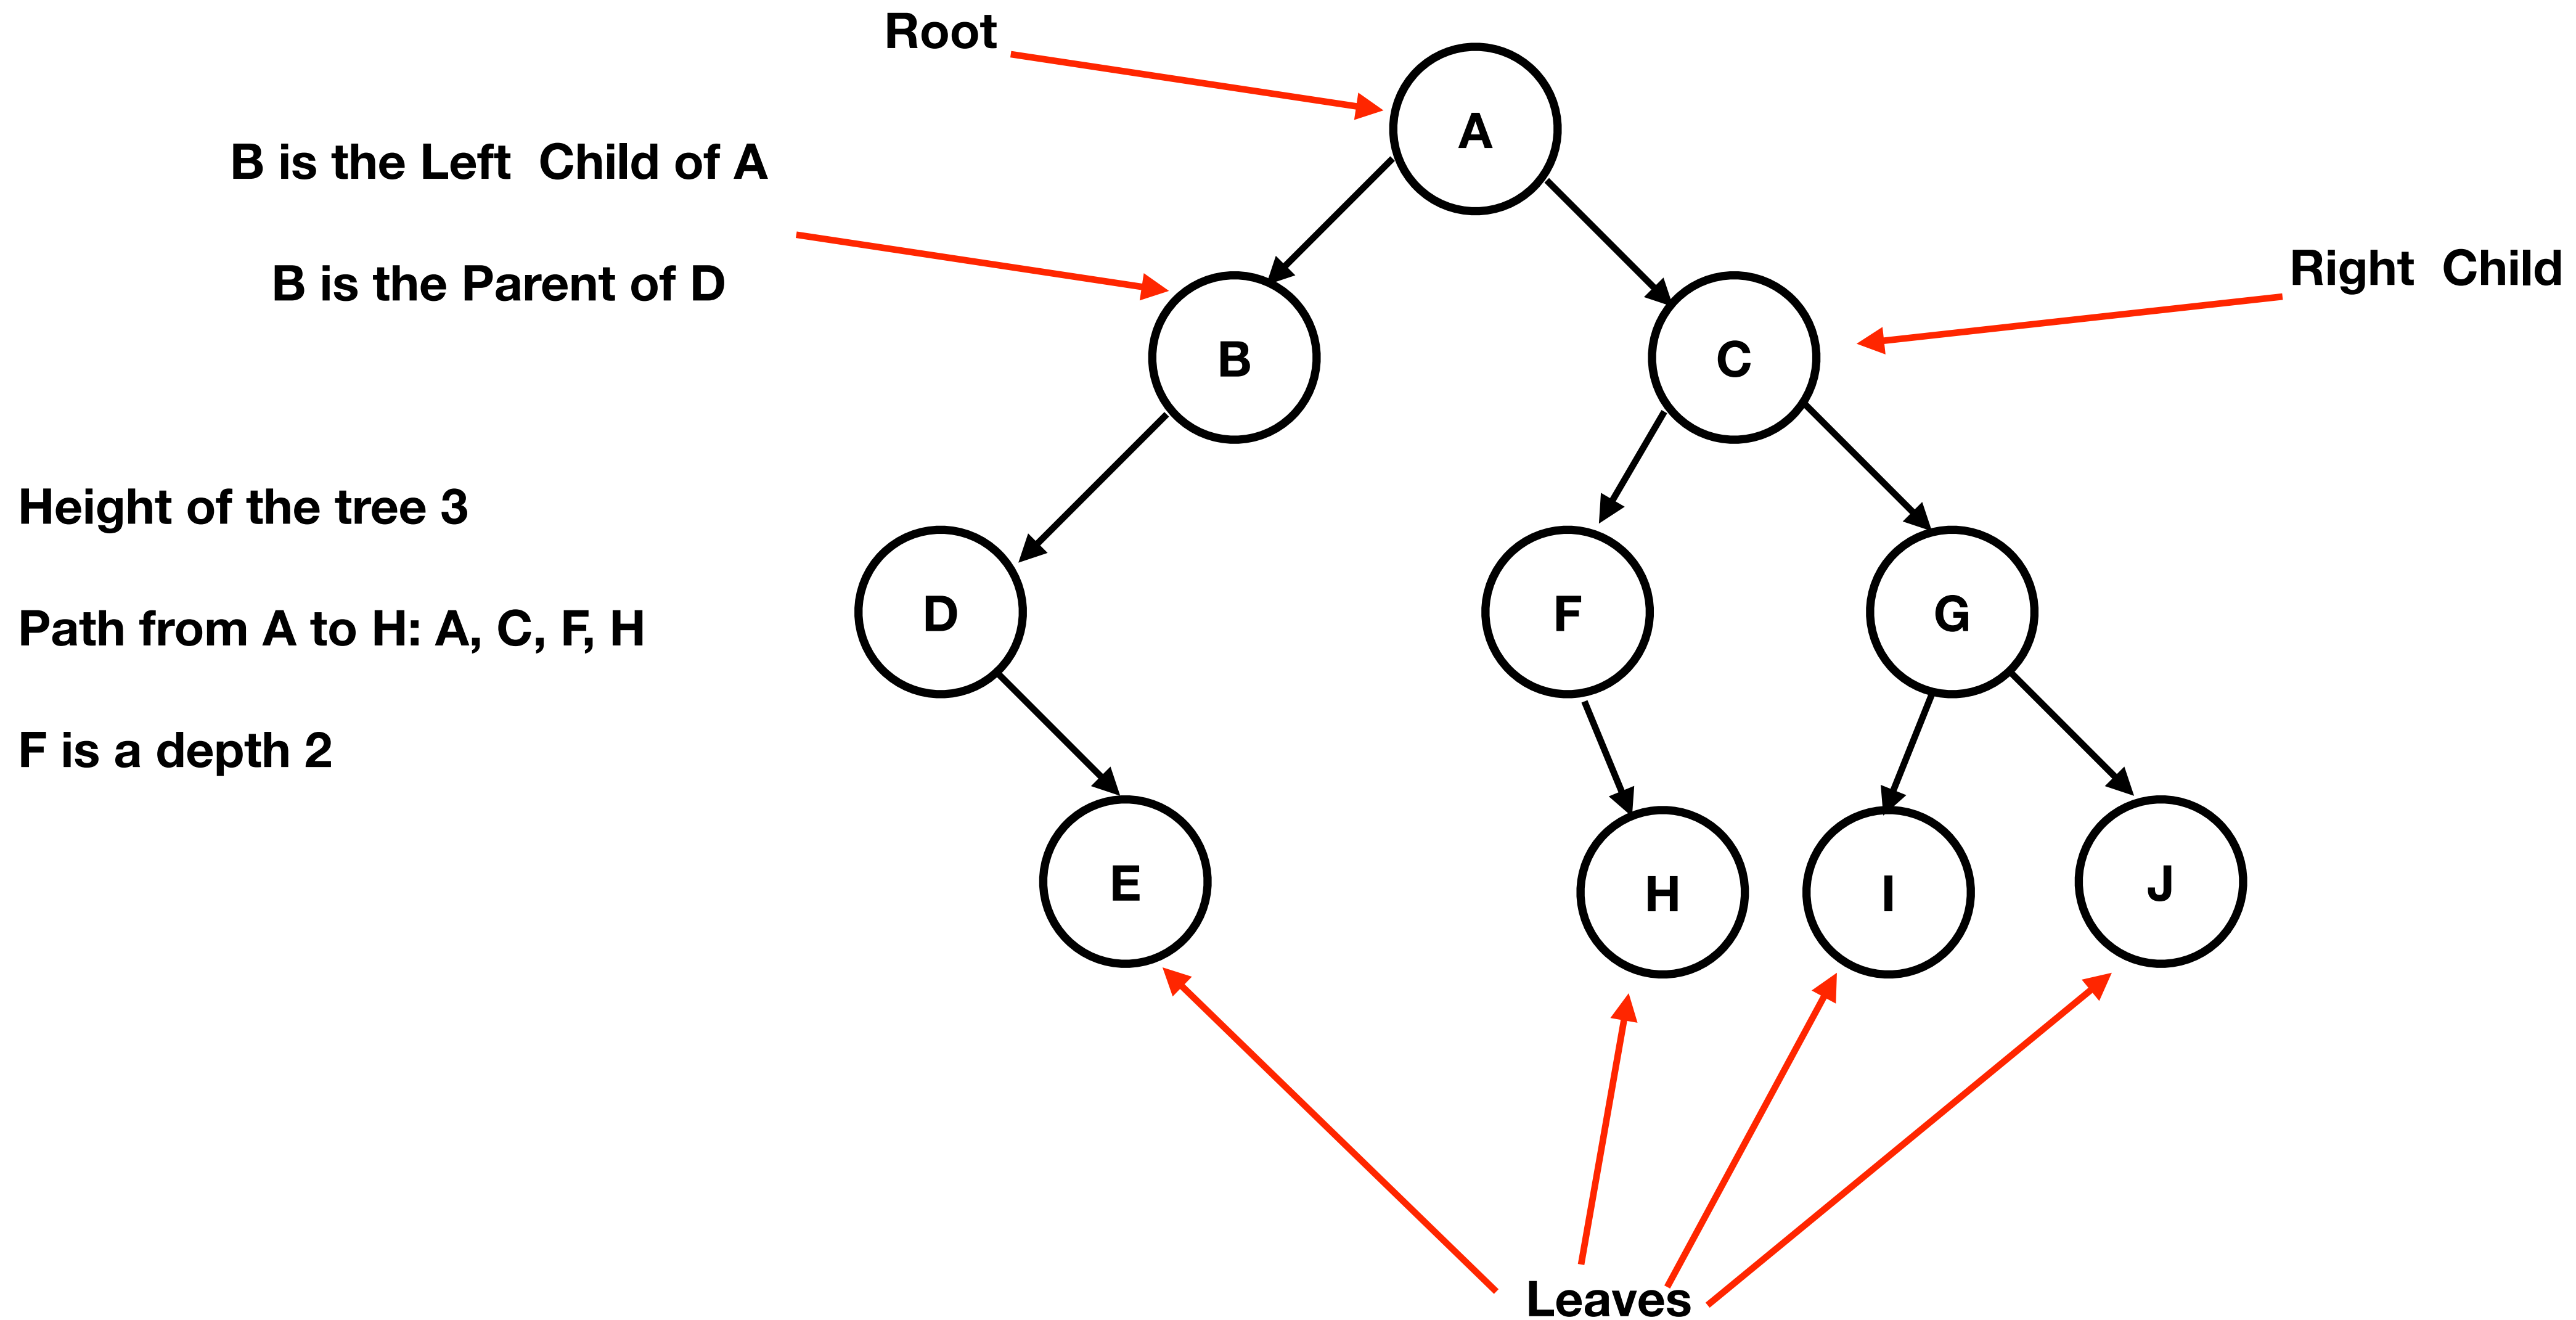 Root
A
B is the Left  Child of A
B is the Parent of D
Right  Child
B
C
Height of the tree 3
Path from A to H: A, C, F, H
F is a depth 2
D
F
G
E
H
I
J
Leaves